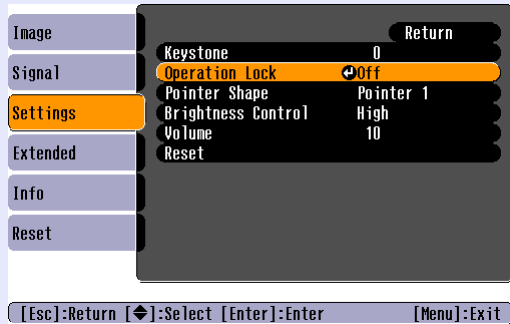 Image
Signal
Settings
Extended
Info
Reset
Return
Keystone 0
Operation Lock Off
Pointer Shape Pointer 1
Brightness Control High
Volume 10
Reset
[Esc]:Return [◆]:Select [Enter]:Enter [Menu]:Exit